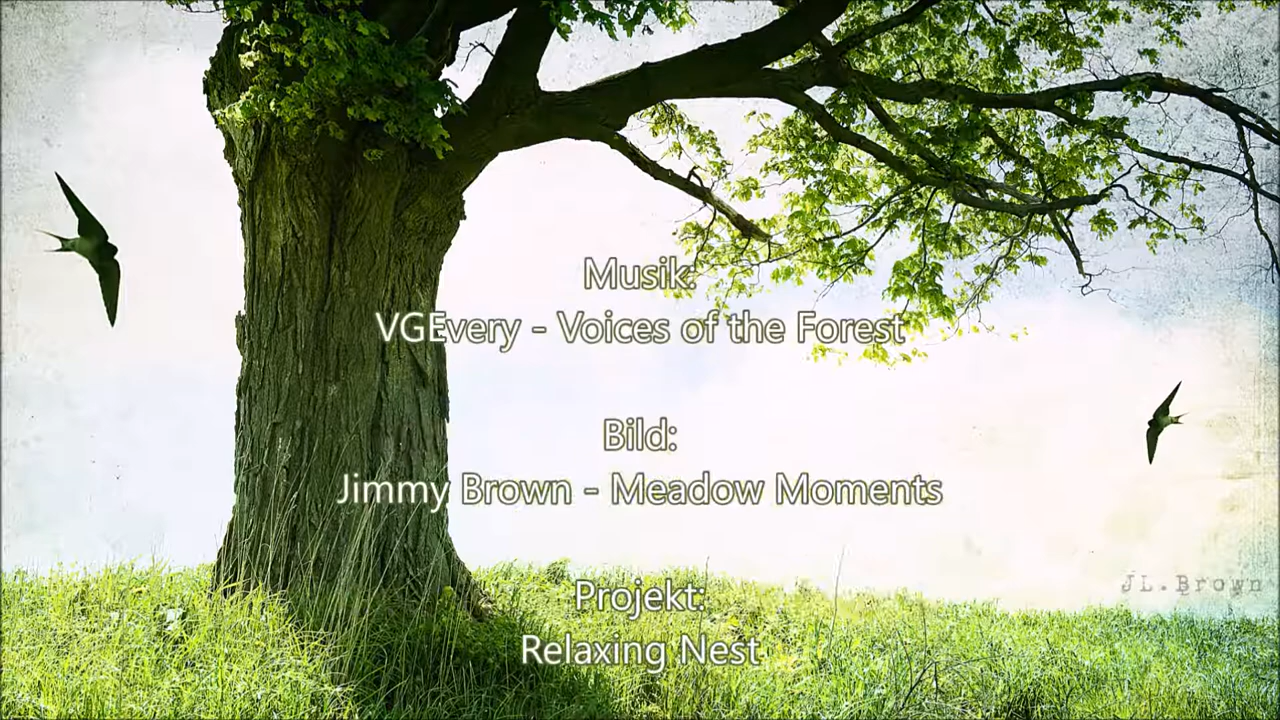 Musik:
VGEvery - Voices of the Forest
Bild:
Jimmy Brown - Meadow Moments
JL.Brown
Projekt:
Relaxing Nest